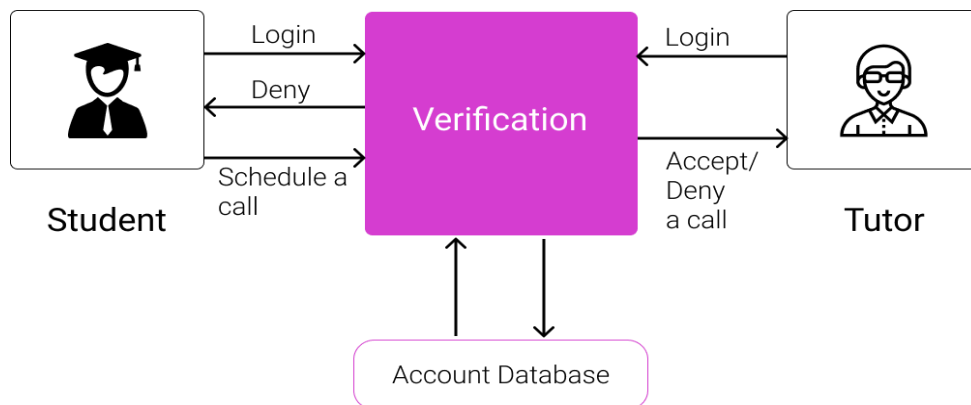 Login
Deny
Schedule a
call
Student
Verification
Login
Accept/
Deny
a call
Tutor
Account Database